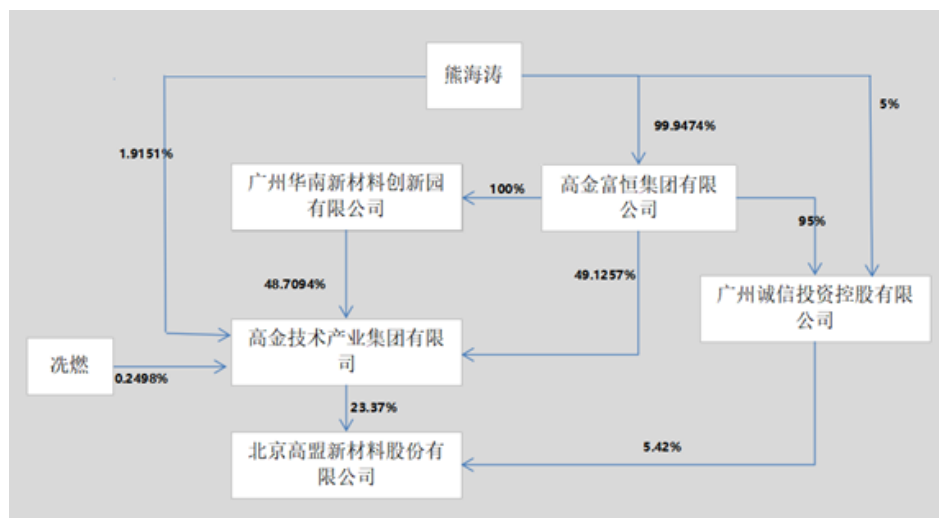 熊海涛
5%
99.9474%
1.9151%
广州华南新材料创新园
有限公司
100%
高金富恒集团有限
公司
95%
49.1257%
48.7094%
广州诚信投资控股有限
公司
高金技术产业集团有限
司
冼燃
0.2498%
23.37%
北京高盟新材料股份有
限公司
5.42%